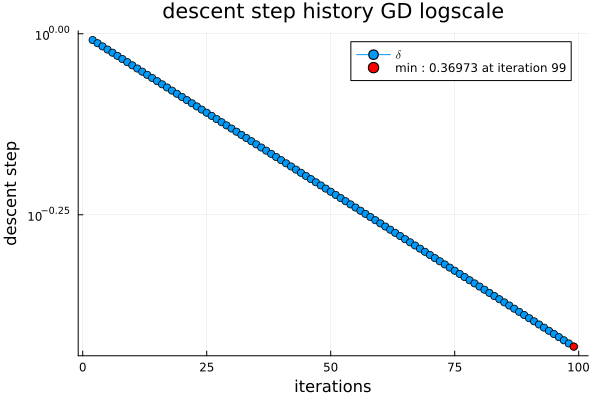 descent step history GD logscale
10^0.00
δ
min : 0.36973 at iteration 99
descent step
10^−0.25
0 25 50 75 100
iterations